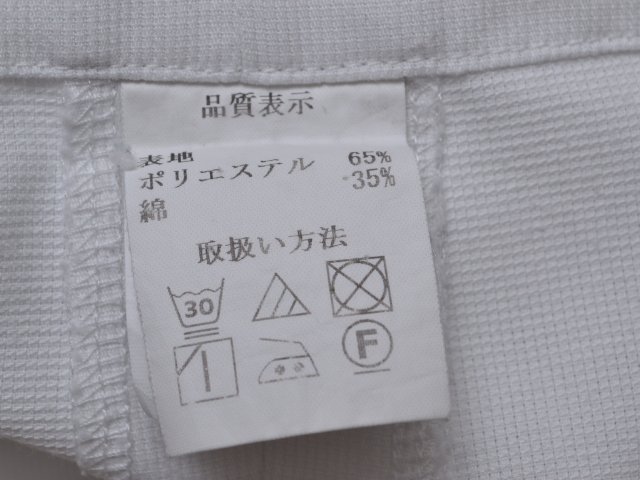 品質表示
表地
ポリエステル 65%
綿 35%
取扱い方法
30
F